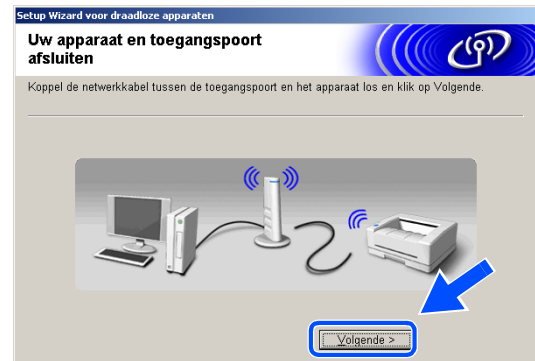 Setup Wizard voor draadloze apparaten
Uw apparaat en toegangspoort
afsluiten
Koppel de netwerkkabel tussen de toegangspoort en het apparaat los en klik op Volgende.
Volgende >